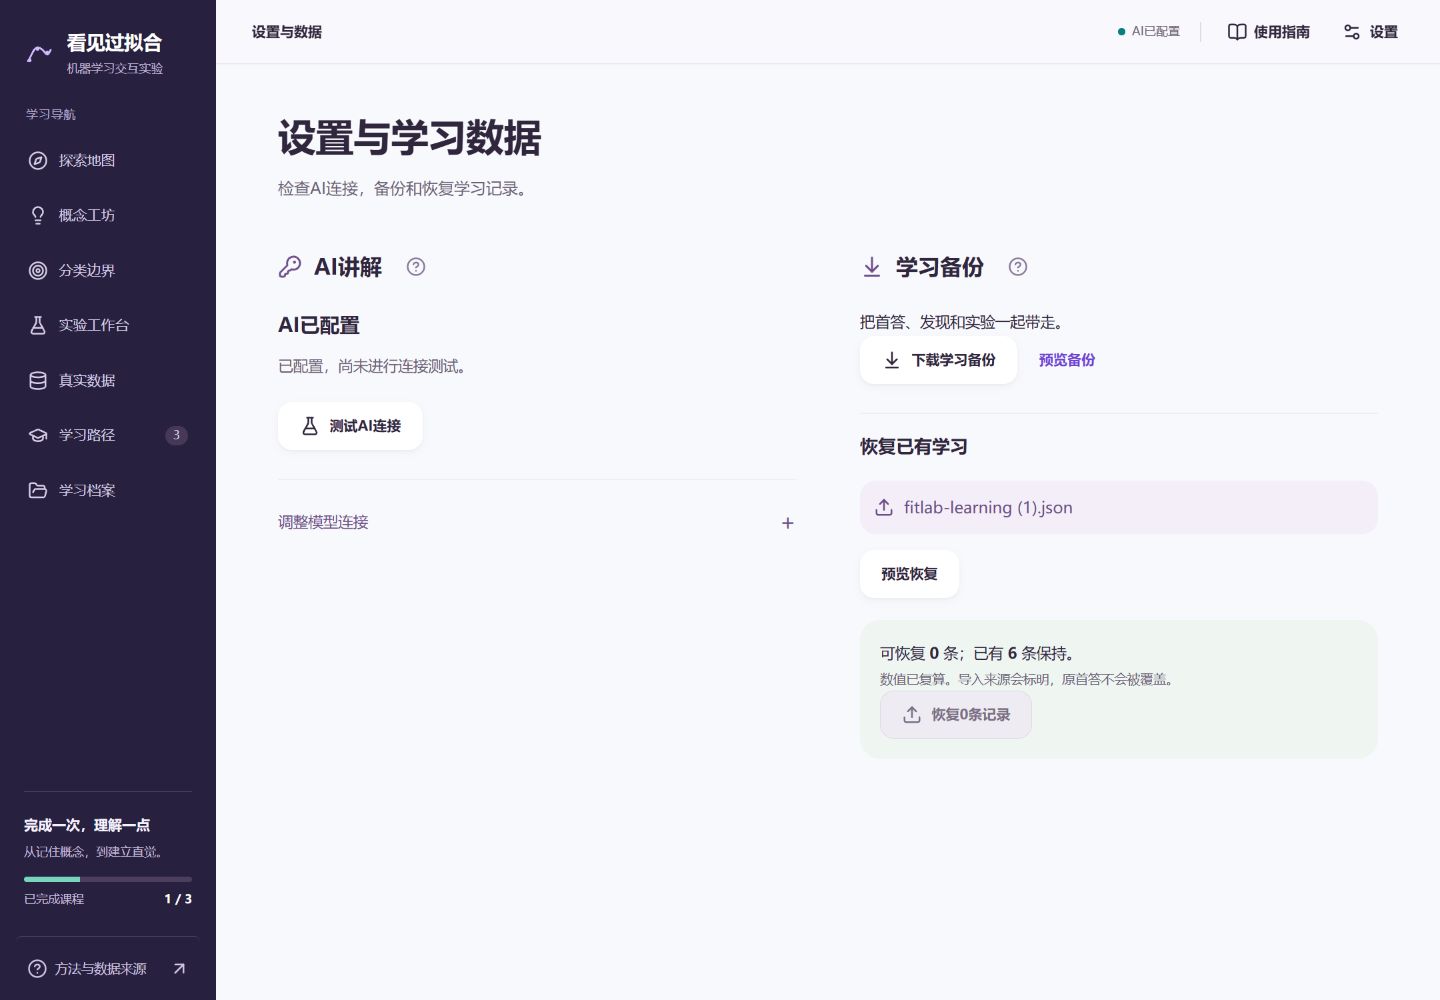 看见过拟合
机器学习交互实验
学习导航
探索地图
概念工坊
分类边界
实验工作台
真实数据
学习路径 3
学习档案
完成一次，理解一点
从记住概念，到建立直觉。
已完成课程 1 / 3
方法与数据来源
设置与数据
AI已配置
使用指南
设置
设置与学习数据
检查AI连接，备份和恢复学习记录。
AI讲解
AI已配置
已配置，尚未进行连接测试。
测试AI连接
调整模型连接
学习备份
把首答、发现和实验一起带走。
下载学习备份 预览备份
恢复已有学习
fitlab-learning (1).json
预览恢复
可恢复 0 条；已有 6 条保持。
数值已复算。导入来源会标明，原首答不会被覆盖。
恢复0条记录